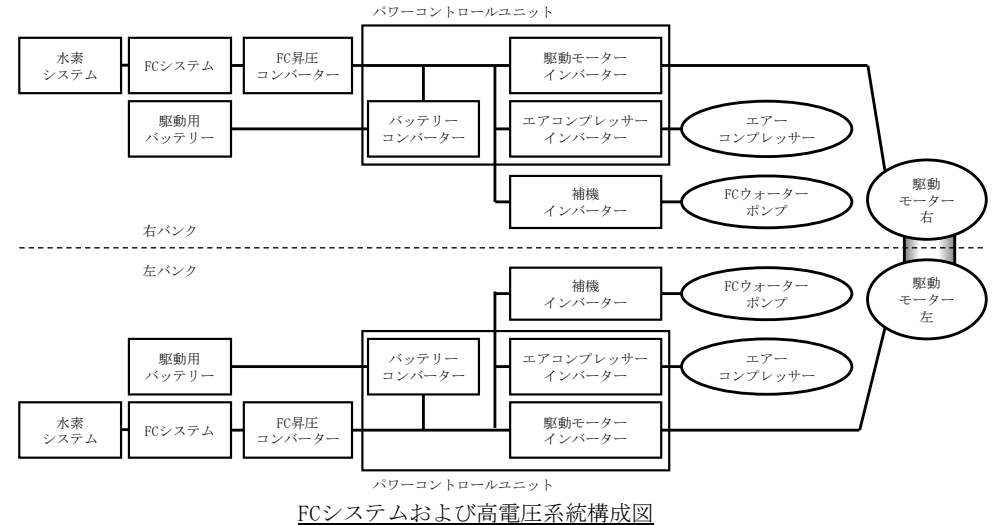 パワーコントロールユニット
水素
システム
FCシステム
FC昇圧
コンバーター
駆動モーター
インバーター
駆動用
バッテリー
バッテリー
コンバーター
エアコンプレッサー
インバーター
エアー
コンプレッサー
補機
インバーター
FCウォーター
ポンプ
駆動
モーター
右
右バンク
左バンク
補機
インバーター
FCウォーター
ポンプ
駆動
モーター
左
駆動用
バッテリー
バッテリー
コンバーター
エアコンプレッサー
インバーター
エアー
コンプレッサー
水素
システム
FCシステム
FC昇圧
コンバーター
駆動モーター
インバーター
パワーコントロールユニット
FCシステムおよび高電圧系統構成図